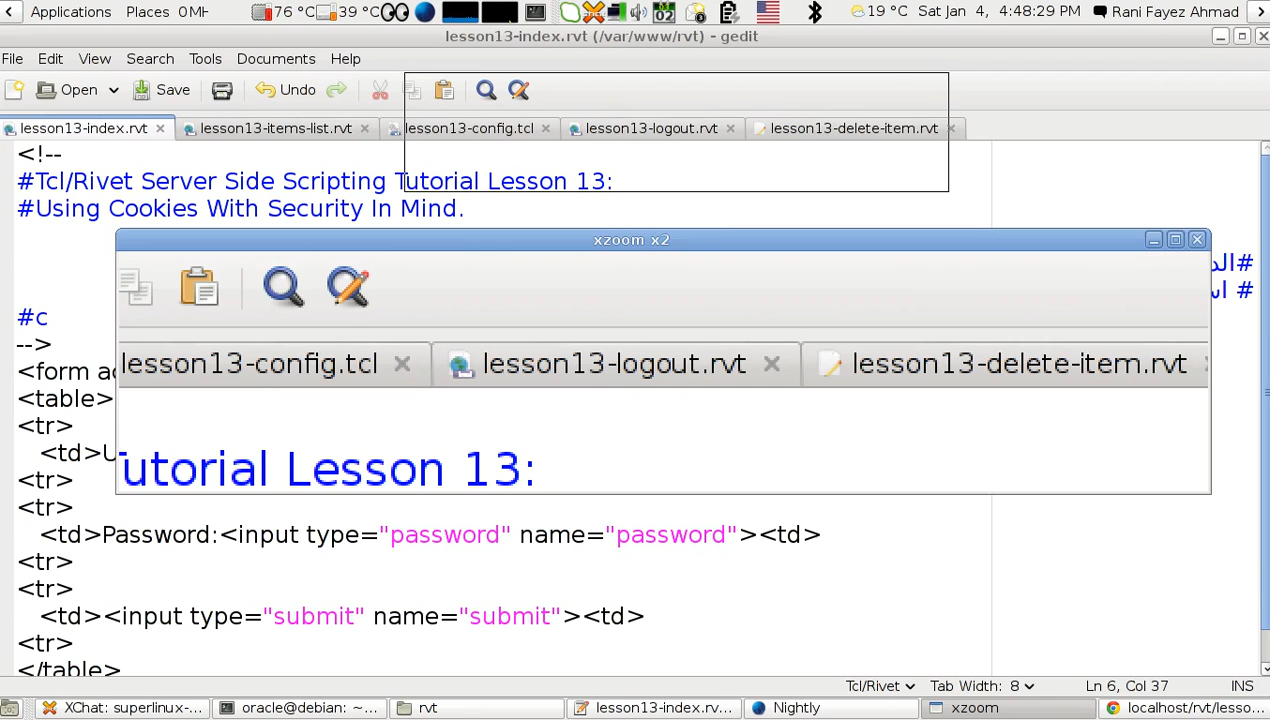 Applications Places 0MH 76 °C 39 °C 01 02 19 °C Sat Jan 4, 4:48:29 PM Rani Fayez Ahmad
lesson13-index.rvt (/var/www/rvt) - gedit
File Edit View Search Tools Documents Help
Open Save Undo
lesson13-index.rvt lesson13-items-list.rvt lesson13-config.tcl lesson13-logout.rvt lesson13-delete-item.rvt
<!--
#Tcl/Rivet Server Side Scripting Tutorial Lesson 13:
#Using Cookies With Security In Mind.
xzoom x2
lesson13-config.tcl lesson13-logout.rvt lesson13-delete-item.rvt
utorial Lesson 13:
#c
-->
<form
<table>
<tr>
<td>U
<tr>
<tr>
<td>Password:<input type="password" name="password"><td>
<tr>
<tr>
<td><input type="submit" name="submit"><td>
<tr>
</table>
Tcl/Rivet Tab Width: 8 Ln 6, Col 37 INS
XChat: superlinux-... oracle@debian: ~... rvt lesson13-index.rv... Nightly xzoom localhost/rvt/lesso...